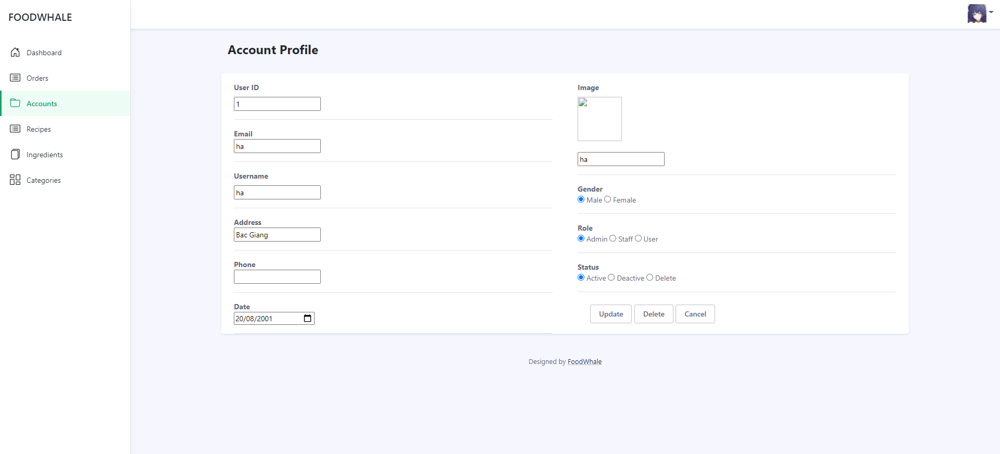 FOODWHALE
Dashboard
Orders
Accounts
Recipes
Ingredients
Categories
Account Profile
User ID
1
Email
ha
Username
ha
Address
Bac Giang
Phone
Date
20/08/2001
Image
ha
Gender
Male Female
Role
Admin Staff User
Status
Active Deactive Delete
Update Delete Cancel
Designed by FoodWhale